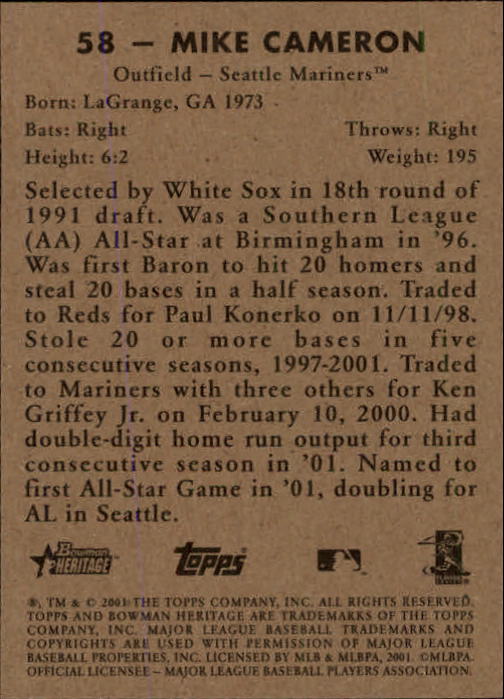 58 – MIKE CAMERON
Outfield – Seattle Mariners™
Born: LaGrange, GA 1973
Bats: Right Throws: Right
Height: 6:2 Weight: 195
Selected by White Sox in 18th round of
1991 draft. Was a Southern League
(AA) All-Star at Birmingham in '96.
Was first Baron to hit 20 homers and
steal 20 bases in a half season. Traded
to Reds for Paul Konerko on 11/11/98.
Stole 20 or more bases in five
consecutive seasons, 1997-2001. Traded
to Mariners with three others for Ken
Griffey Jr. on February 10, 2000. Had
double-digit home run output for third
consecutive season in '01. Named to
first All-Star Game in '01, doubling for
AL in Seattle.
Bowman
HERITAGE topps
®, TM & © 2001 THE TOPPS COMPANY, INC. ALL RIGHTS RESERVED.
TOPPS AND BOWMAN HERITAGE ARE TRADEMARKS OF THE TOPPS
COMPANY, INC. MAJOR LEAGUE BASEBALL TRADEMARKS AND
COPYRIGHTS ARE USED WITH PERMISSION OF MAJOR LEAGUE
BASEBALL PROPERTIES, INC. LICENSED BY MLB & MLBPA, 2001. ©MLBPA.
OFFICIAL LICENSEE – MAJOR LEAGUE BASEBALL PLAYERS ASSOCIATION.